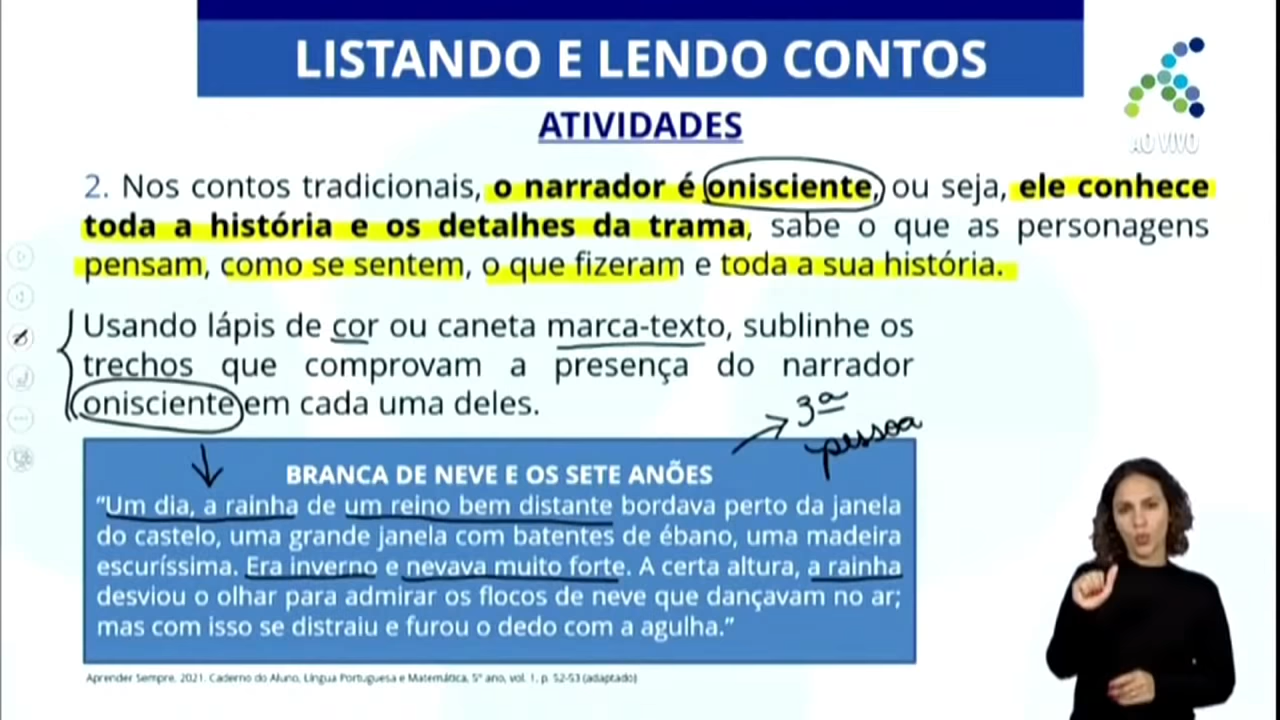 LISTANDO E LENDO CONTOS
AO VIVO
ATIVIDADES
2. Nos contos tradicionais, o narrador é onisciente, ou seja, ele conhece
toda a história e os detalhes da trama, sabe o que as personagens
pensam, como se sentem, o que fizeram e toda a sua história.
Usando lápis de cor ou caneta marca-texto, sublinhe os
trechos que comprovam a presença do narrador
onisciente em cada uma deles.
3ª
pessoa
BRANCA DE NEVE E OS SETE ANÕES
“Um dia, a rainha de um reino bem distante bordava perto da janela
do castelo, uma grande janela com batentes de ébano, uma madeira
escuríssima. Era inverno e nevava muito forte. A certa altura, a rainha
desviou o olhar para admirar os flocos de neve que dançavam no ar;
mas com isso se distraiu e furou o dedo com a agulha.”
Aprender Sempre, 2021. Caderno do Aluno, Língua Portuguesa e Matemática, 5º ano, vol. 1, p. 52-53 (adaptado)